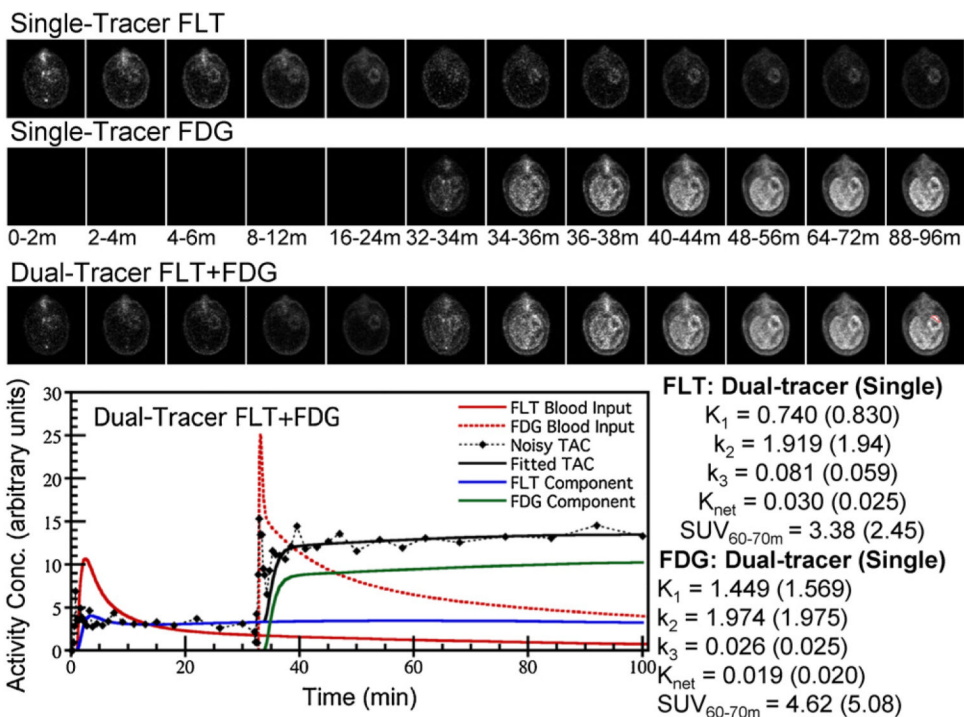 Single-Tracer FLT
Single-Tracer FDG
0-2m 2-4m 4-6m 8-12m 16-24m 32-34m 34-36m 36-38m 40-44m 48-56m 64-72m 88-96m
Dual-Tracer FLT+FDG
Activity Conc. (arbitrary units)
30
25
20
15
10
5
0
Dual-Tracer FLT+FDG
FLT Blood Input
FDG Blood Input
Noisy TAC
Fitted TAC
FLT Component
FDG Component
0 20 40 60 80 100
Time (min)
FLT: Dual-tracer (Single)
K1 = 0.740 (0.830)
k2 = 1.919 (1.94)
k3 = 0.081 (0.059)
Knet = 0.030 (0.025)
SUV60-70m = 3.38 (2.45)
FDG: Dual-tracer (Single)
K1 = 1.449 (1.569)
k2 = 1.974 (1.975)
k3 = 0.026 (0.025)
Knet = 0.019 (0.020)
SUV60-70m = 4.62 (5.08)